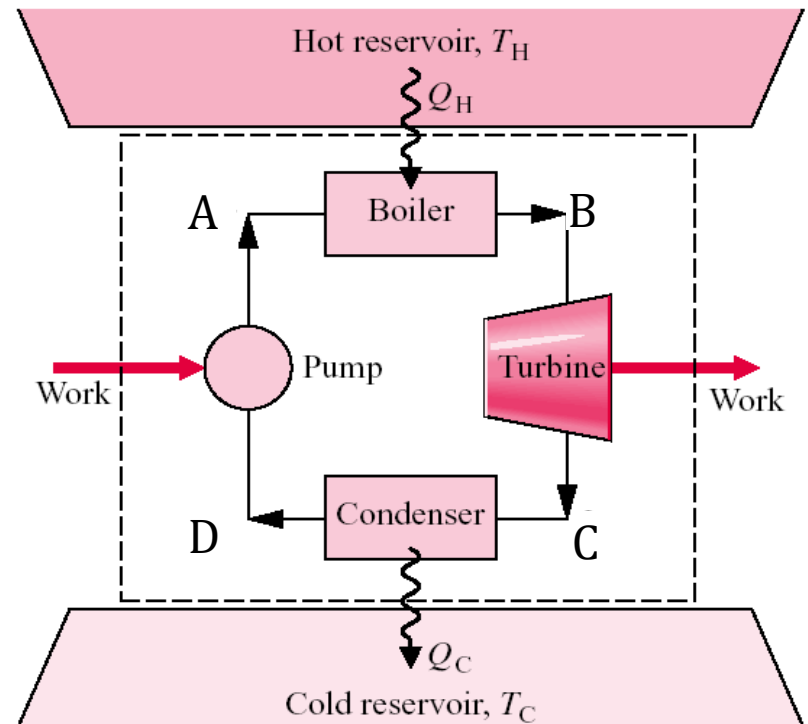 Hot reservoir, T_H
Q_H
A
Boiler
B
Pump
Turbine
Work
Work
D
Condenser
C
Q_C
Cold reservoir, T_C